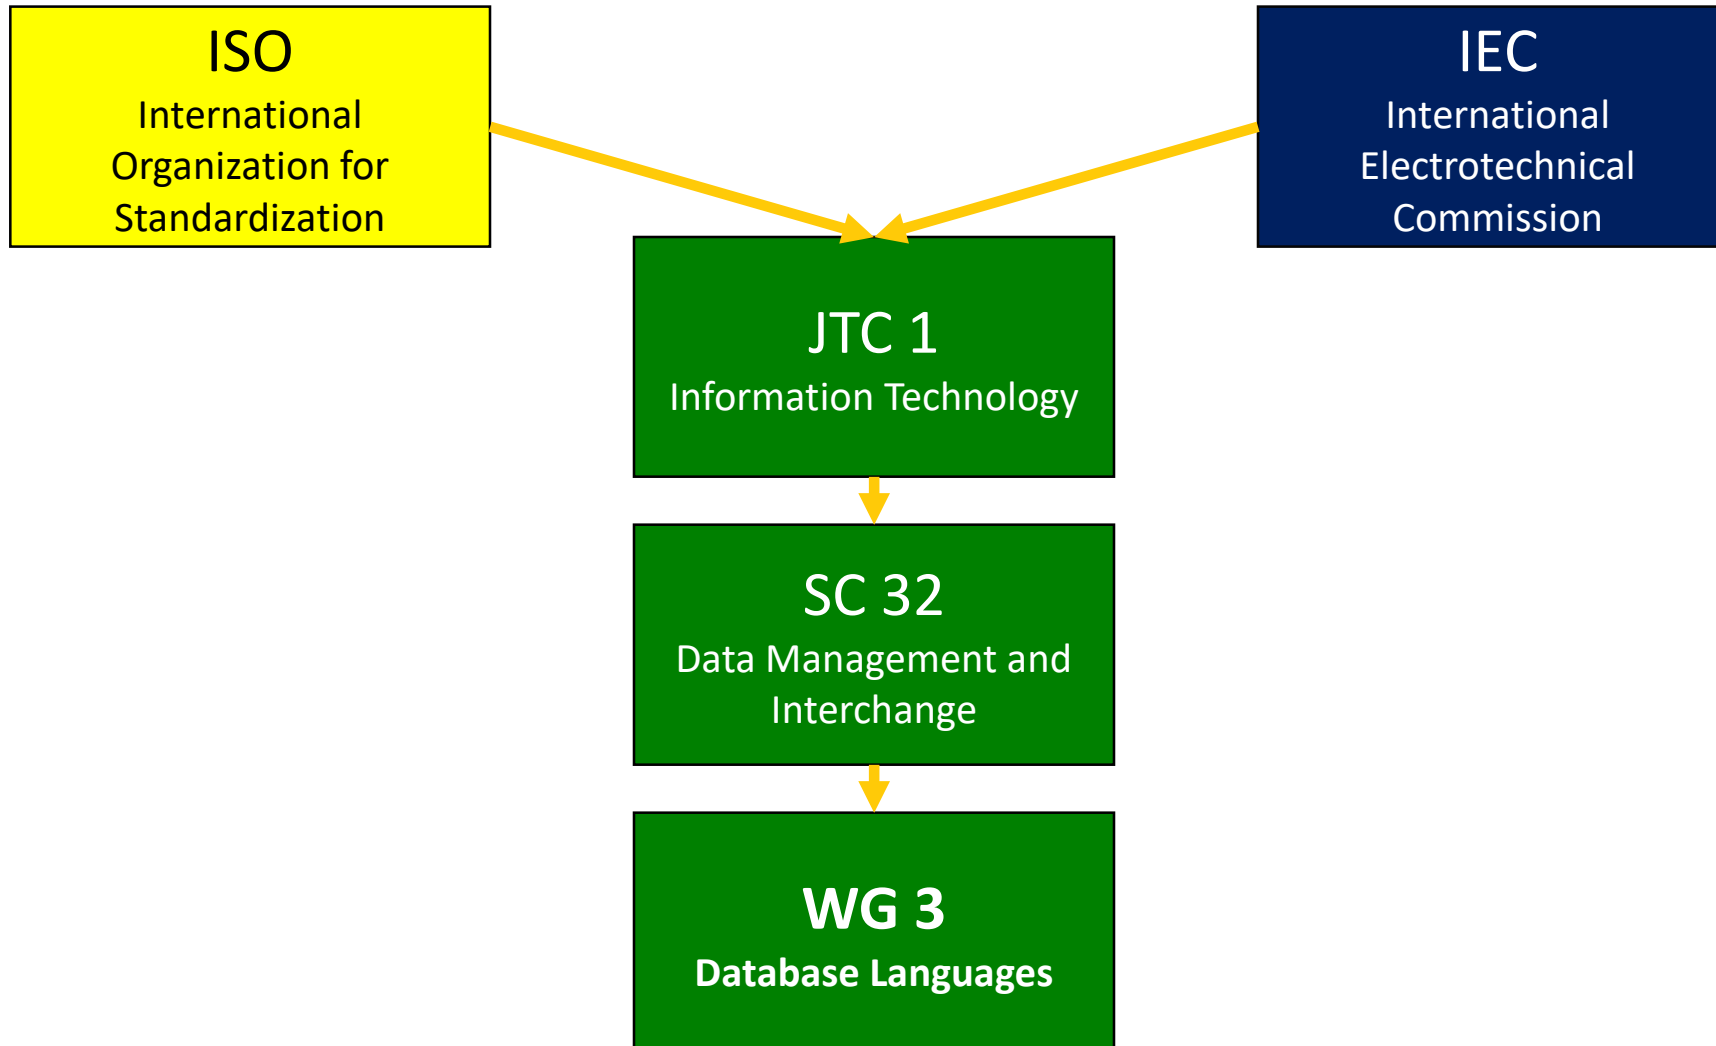 ISO
International
Organization for
Standardization
IEC
International
Electrotechnical
Commission
JTC 1
Information Technology
SC 32
Data Management and
Interchange
WG 3
Database Languages